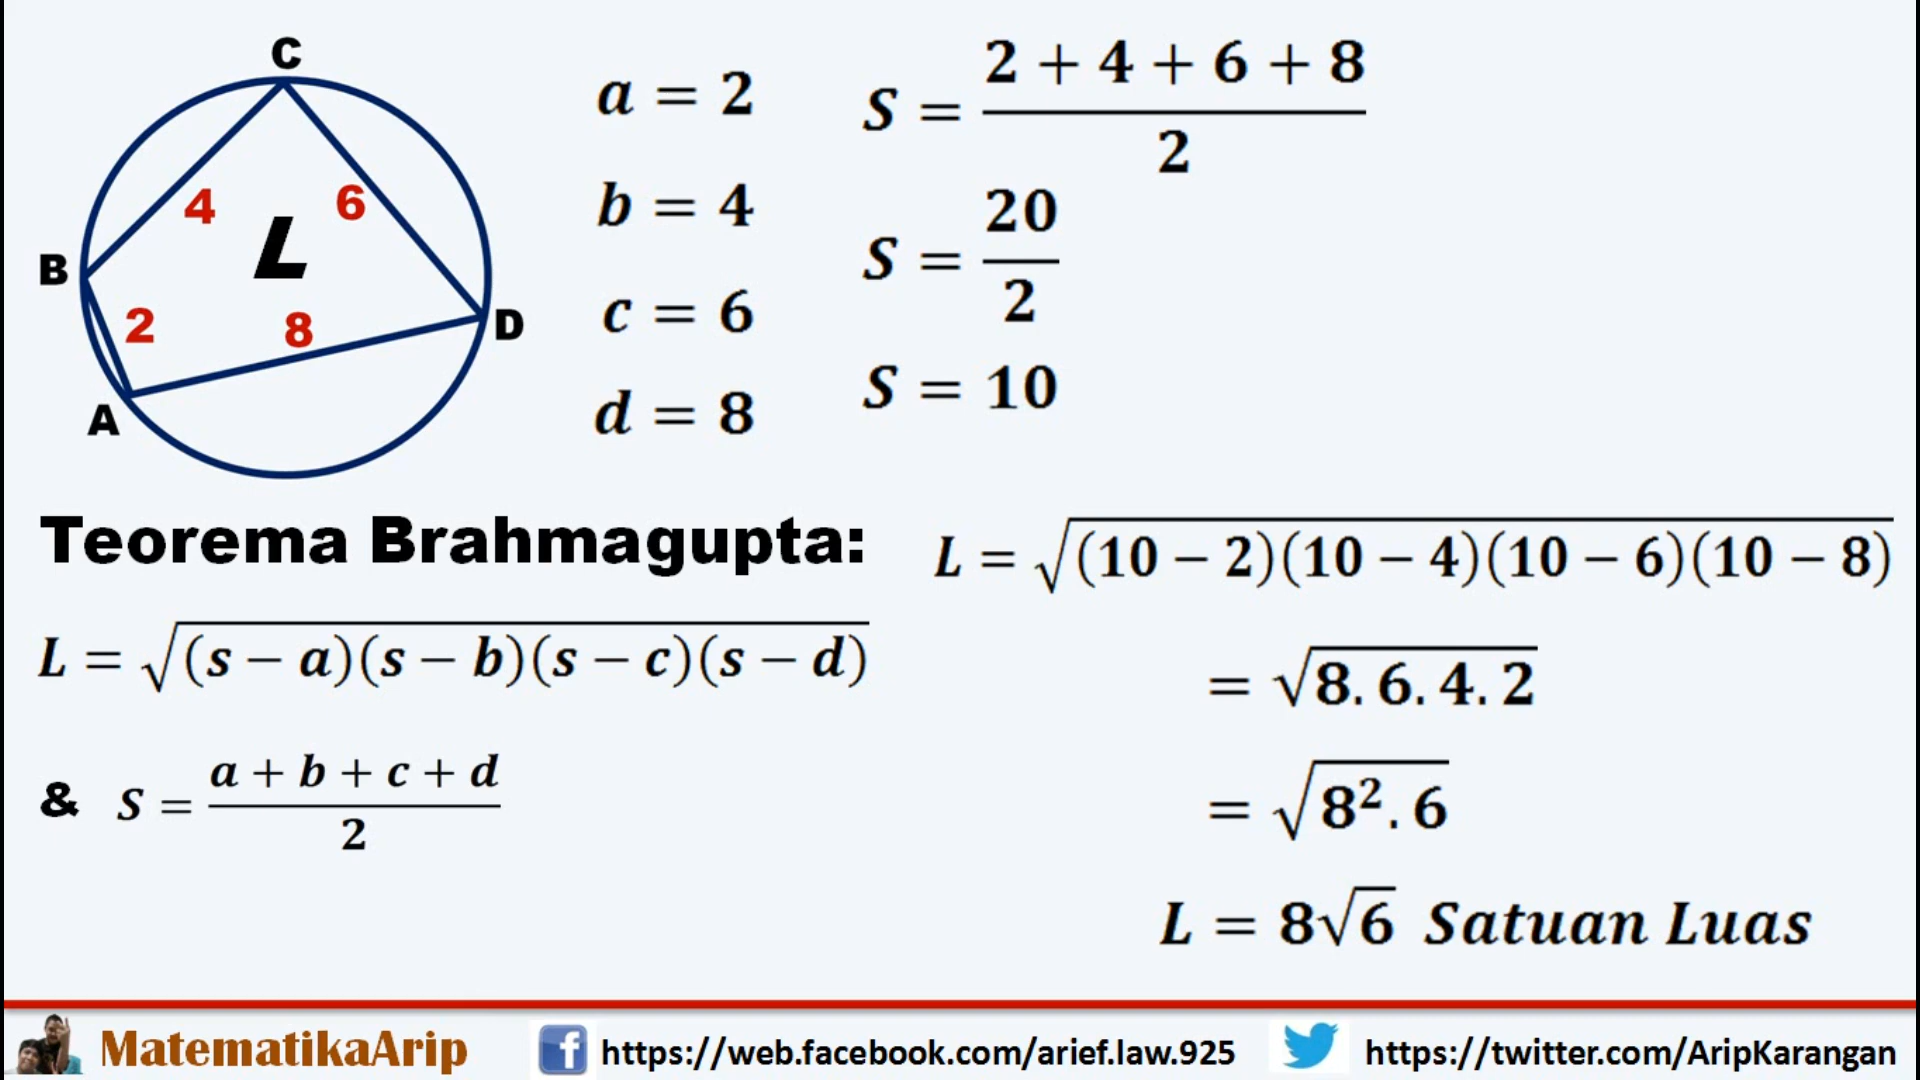 C
4
6
L
B
2
8
D
A
a = 2
b = 4
c = 6
d = 8
S = (2 + 4 + 6 + 8)/2
S = 20/2
S = 10
Teorema Brahmagupta:
L = √(s − a)(s − b)(s − c)(s − d)
& S = (a + b + c + d)/2
L = √(10 − 2)(10 − 4)(10 − 6)(10 − 8)
= √8. 6. 4. 2
= √8². 6
L = 8√6 Satuan Luas
MatematikaArip
f https://web.facebook.com/arief.law.925
https://twitter.com/AripKarangan